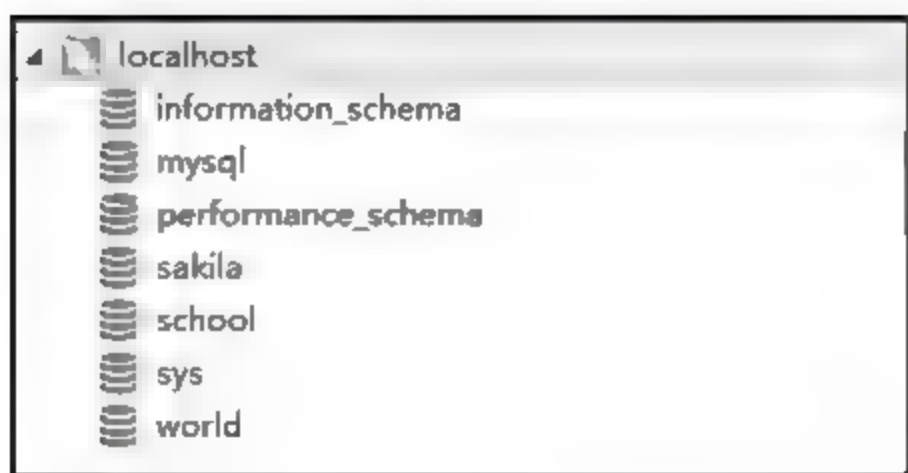 localhost
information_schema
mysql
performance_schema
sakila
school
sys
world